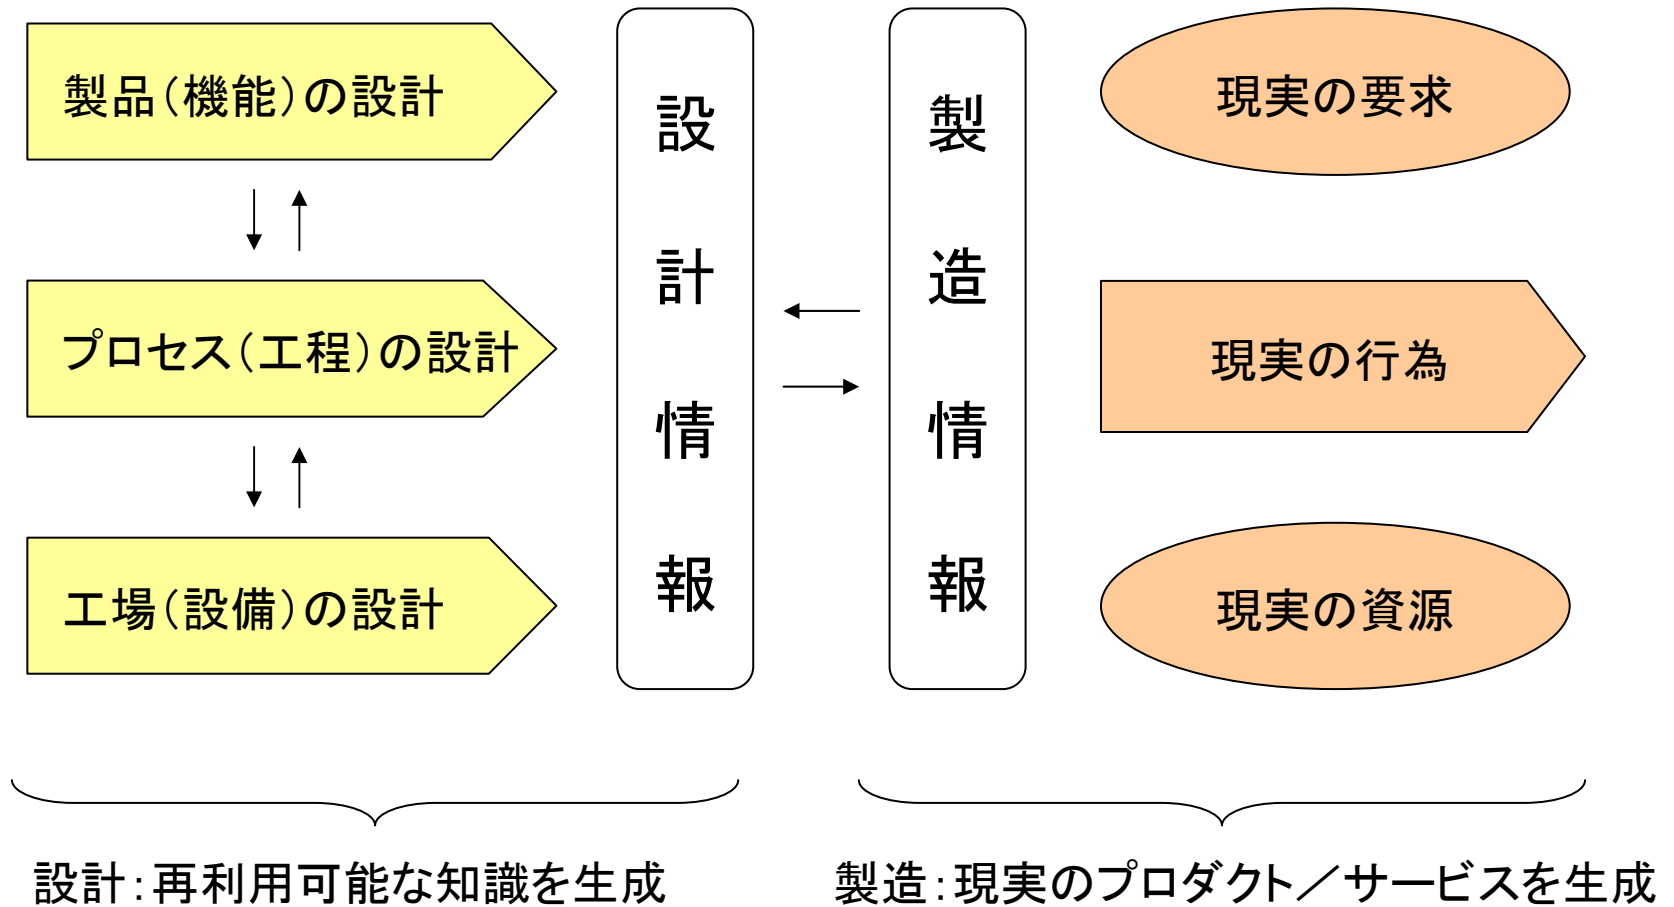 製品（機能）の設計
プロセス（工程）の設計
工場（設備）の設計
設計情報
製造情報
現実の要求
現実の行為
現実の資源
設計：再利用可能な知識を生成
製造：現実のプロダクト／サービスを生成